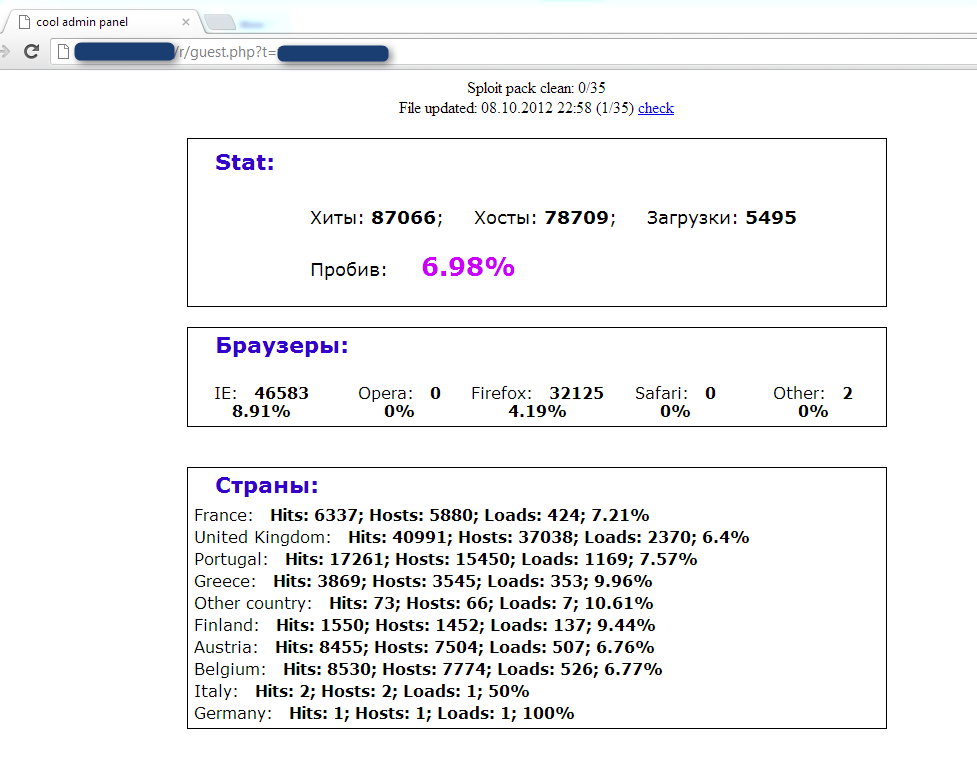 cool admin panel
/r/guest.php?t=
Sploit pack clean: 0/35
File updated: 08.10.2012 22:58 (1/35) check
Stat:
Хиты: 87066; Хосты: 78709; Загрузки: 5495
Пробив: 6.98%
Браузеры:
IE: 46583 Opera: 0 Firefox: 32125 Safari: 0 Other: 2
8.91% 0% 4.19% 0% 0%
Страны:
France: Hits: 6337; Hosts: 5880; Loads: 424; 7.21%
United Kingdom: Hits: 40991; Hosts: 37038; Loads: 2370; 6.4%
Portugal: Hits: 17261; Hosts: 15450; Loads: 1169; 7.57%
Greece: Hits: 3869; Hosts: 3545; Loads: 353; 9.96%
Other country: Hits: 73; Hosts: 66; Loads: 7; 10.61%
Finland: Hits: 1550; Hosts: 1452; Loads: 137; 9.44%
Austria: Hits: 8455; Hosts: 7504; Loads: 507; 6.76%
Belgium: Hits: 8530; Hosts: 7774; Loads: 526; 6.77%
Italy: Hits: 2; Hosts: 2; Loads: 1; 50%
Germany: Hits: 1; Hosts: 1; Loads: 1; 100%